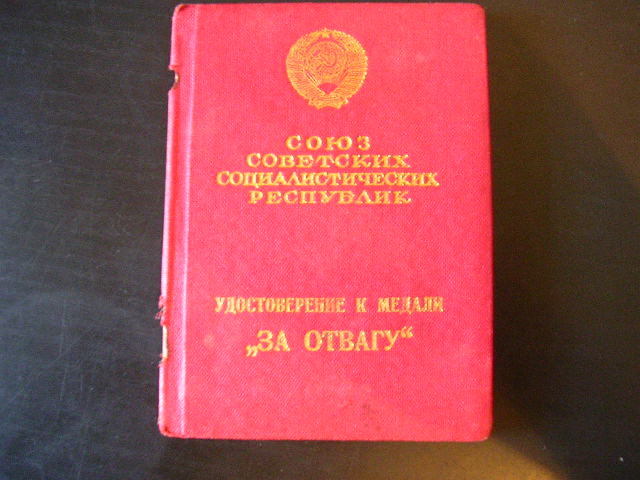 СОЮЗ
СОВЕТСКИХ
СОЦИАЛИСТИЧЕСКИХ
РЕСПУБЛИК
УДОСТОВЕРЕНИЕ К МЕДАЛИ
„ЗА ОТВАГУ“